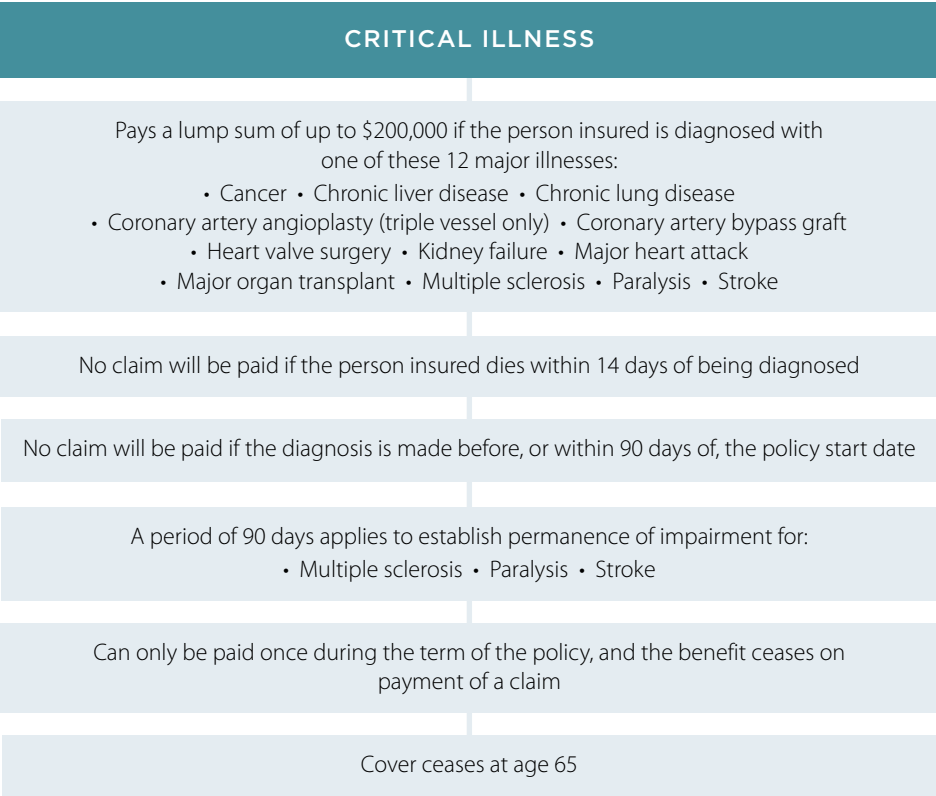 CRITICAL ILLNESS
Pays a lump sum of up to $200,000 if the person insured is diagnosed with
one of these 12 major illnesses:
• Cancer • Chronic liver disease • Chronic lung disease
• Coronary artery angioplasty (triple vessel only) • Coronary artery bypass graft
• Heart valve surgery • Kidney failure • Major heart attack
• Major organ transplant • Multiple sclerosis • Paralysis • Stroke
No claim will be paid if the person insured dies within 14 days of being diagnosed
No claim will be paid if the diagnosis is made before, or within 90 days of, the policy start date
A period of 90 days applies to establish permanence of impairment for:
• Multiple sclerosis • Paralysis • Stroke
Can only be paid once during the term of the policy, and the benefit ceases on
payment of a claim
Cover ceases at age 65